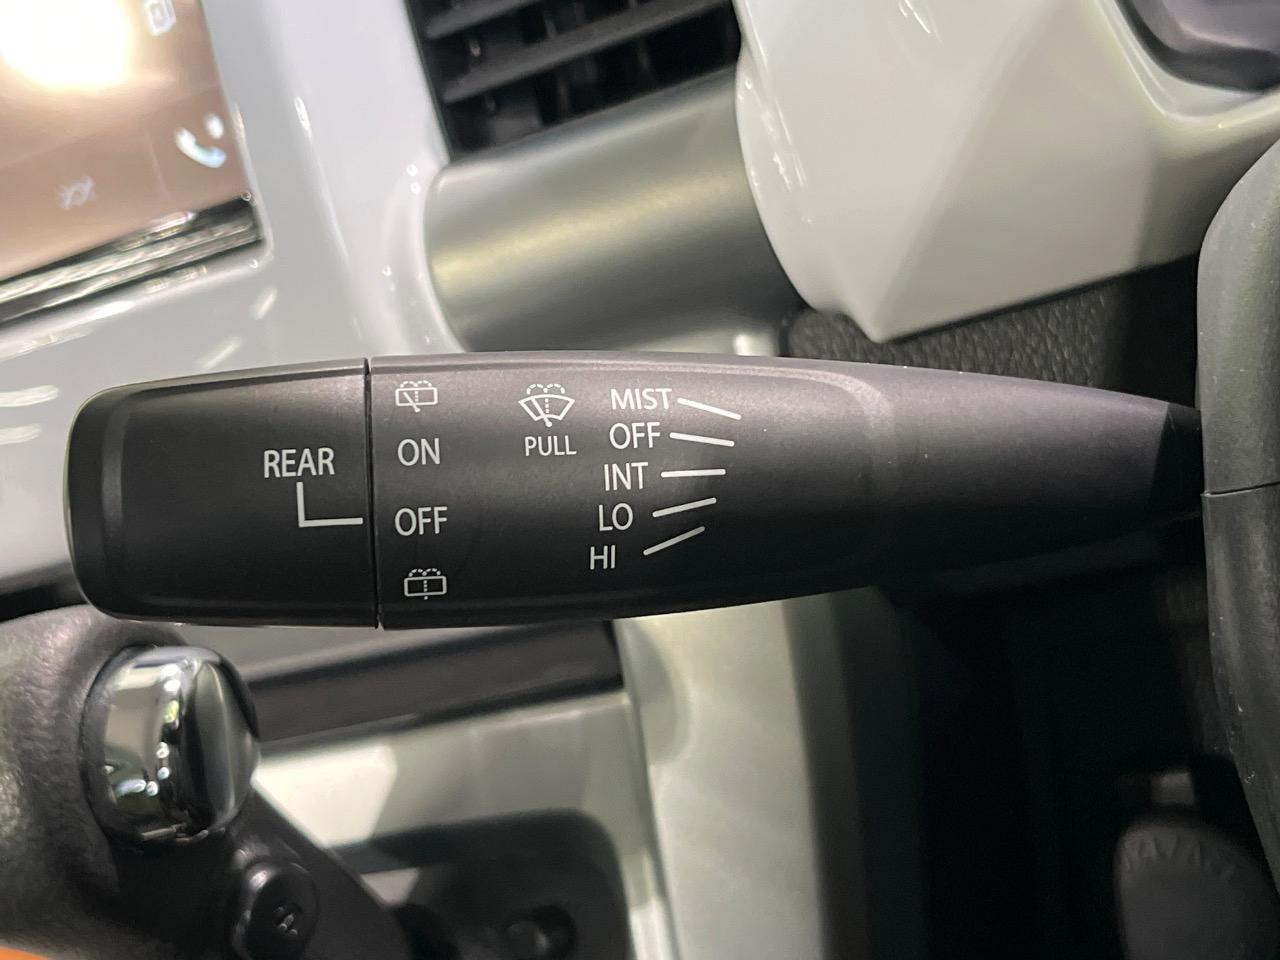 REAR
ON
OFF
PULL
MIST
OFF
INT
LO
HI